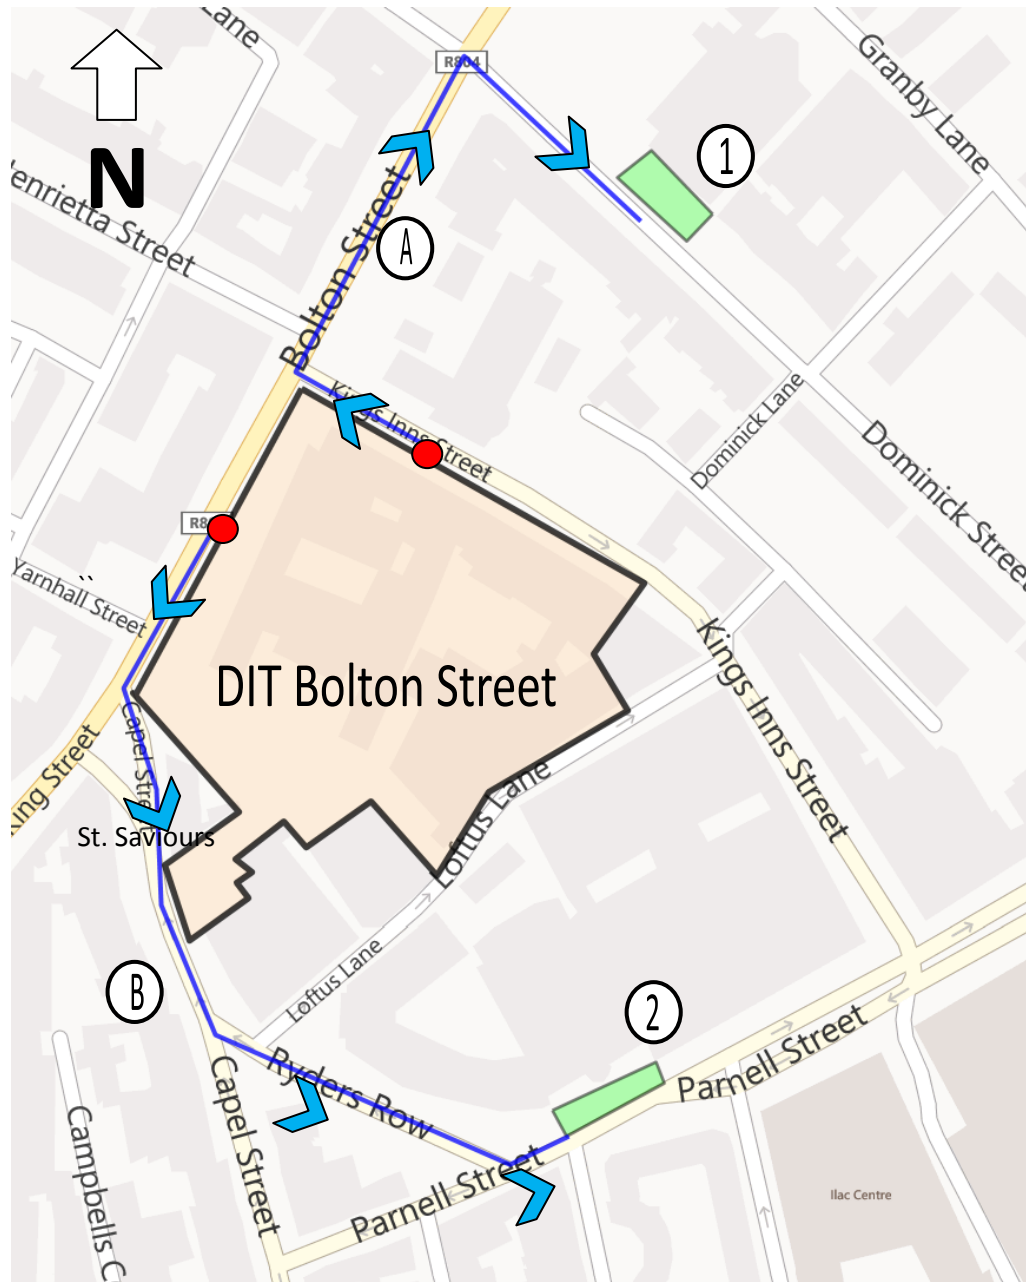 Lane
R804
Granby Lane
N
1
enrietta Street
Bolton Street
A
Kings Inns Street
Dominick Lane
Dominick Street
R8
Yarnhall Street
``
DIT Bolton Street
Kings Inns Street
Capel Street
King Street
St. Saviours
Loftus Lane
Loftus Lane
B
2
Ryders Row
Parnell Street
Capel Street
Campbells C
Parnell Street
Ilac Centre